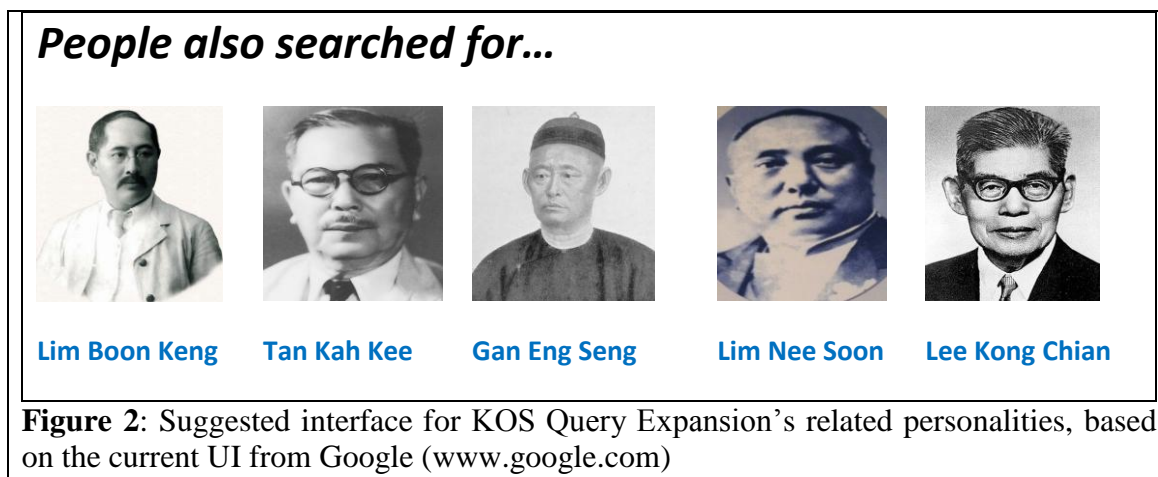 People also searched for…
Lim Boon Keng Tan Kah Kee Gan Eng Seng Lim Nee Soon Lee Kong Chian
Figure 2: Suggested interface for KOS Query Expansion’s related personalities, based
on the current UI from Google (www.google.com)